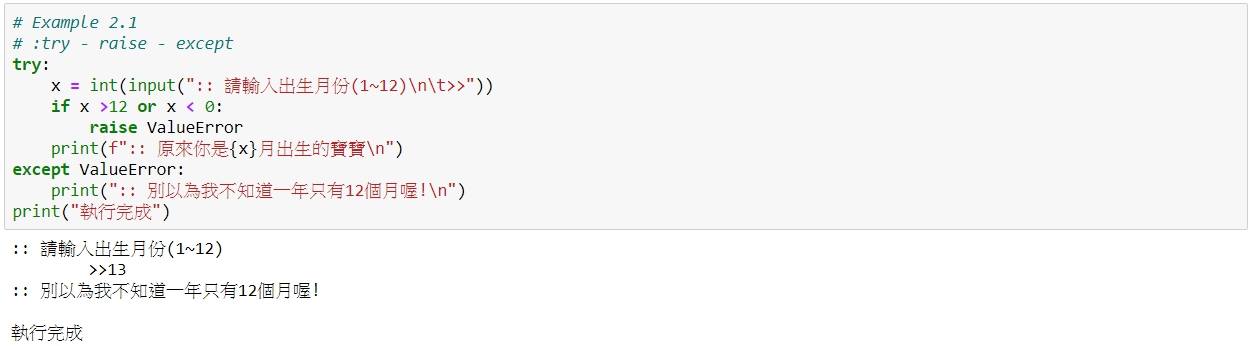 # Example 2.1
# :try - raise - except
try:
    x = int(input(":: 請輸入出生月份(1~12)\n\t>>"))
    if x >12 or x < 0:
        raise ValueError
    print(f":: 原來你是{x}月出生的寶寶\n")
except ValueError:
    print(":: 別以為我不知道一年只有12個月喔!\n")
print("執行完成")
:: 請輸入出生月份(1~12)
        >>13
:: 別以為我不知道一年只有12個月喔!
執行完成